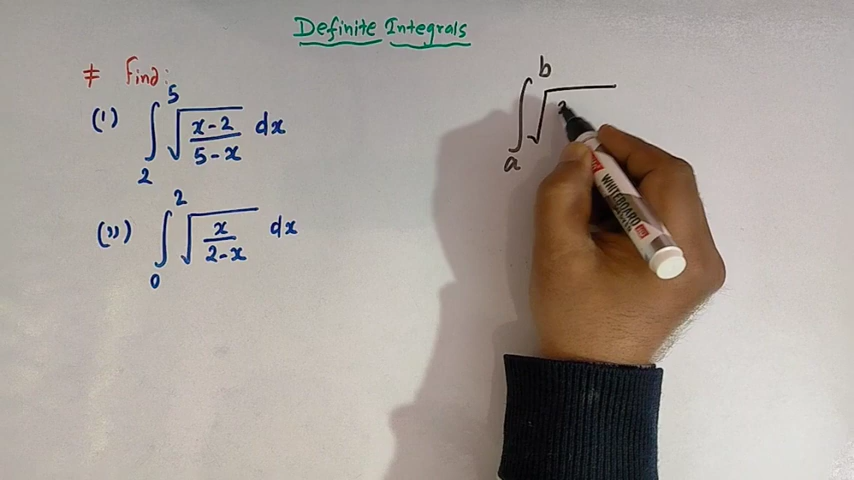 Definite Integrals
≠ Find:
(i) ∫₂⁵ √((x-2)/(5-x)) dx
(ii) ∫₀² √(x/(2-x)) dx
∫ₐᵇ √
WHITEBOARD